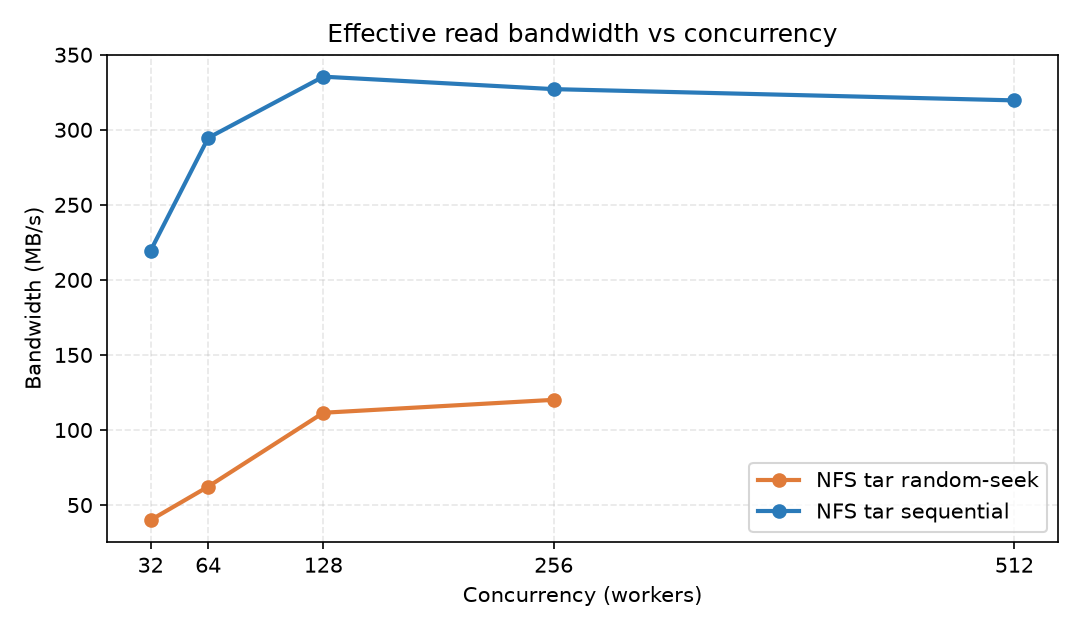 Effective read bandwidth vs concurrency
350
300
250
200
150
100
50
Bandwidth (MB/s)
NFS tar random-seek
NFS tar sequential
32 64 128 256 512
Concurrency (workers)